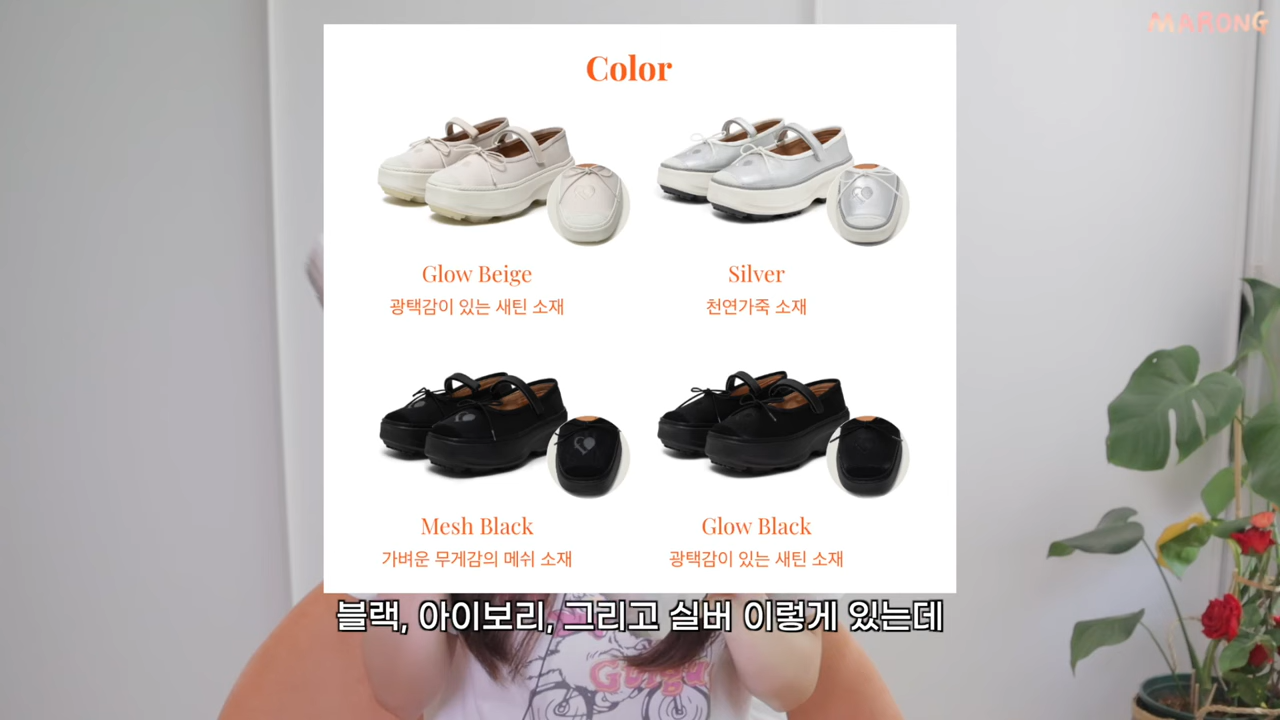 MARONG
Color
Glow Beige
광택감이 있는 새틴 소재
Silver
천연가죽 소재
Mesh Black
가벼운 무게감의 메쉬 소재
Glow Black
광택감이 있는 새틴 소재
블랙, 아이보리, 그리고 실버 이렇게 있는데